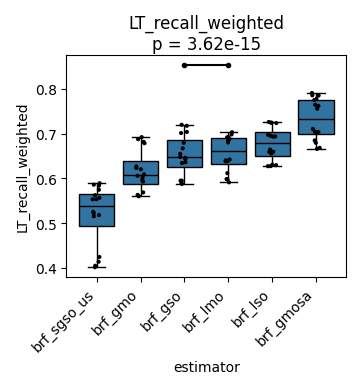 LT_recall_weighted
p = 3.62e-15
LT_recall_weighted
0.8
0.7
0.6
0.5
0.4
brf_sgso_us
brf_gmo
brf_gso
brf_lmo
brf_lso
brf_gmosa
estimator